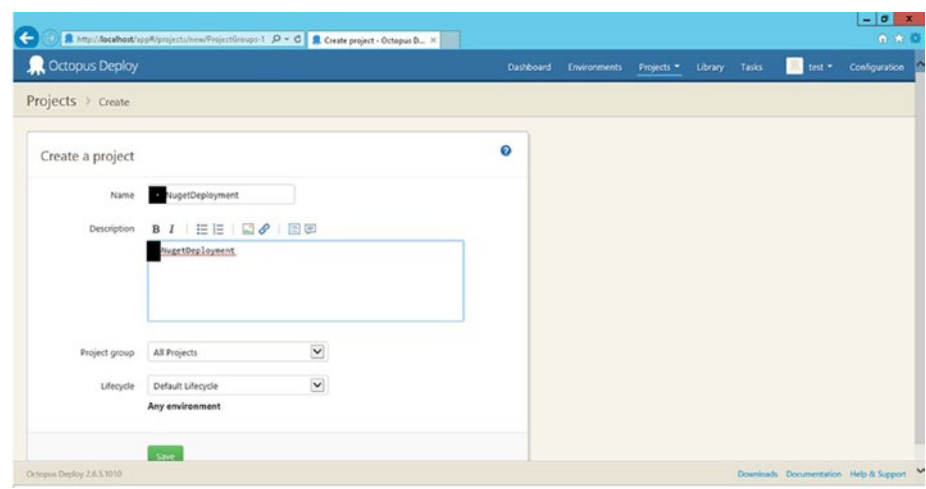 http://localhost/app#/projects/new/ProjectGroups-1
Create project - Octopus D...
Octopus Deploy
Dashboard Environments Projects Library Tasks test Configuration
Projects > Create
Create a project
Name NugetDeployment
Description B I
NugetDeployment
Project group All Projects
Lifecycle Default Lifecycle
Any environment
Save
Octopus Deploy 2.6.5.1010 Downloads Documentation Help & Support